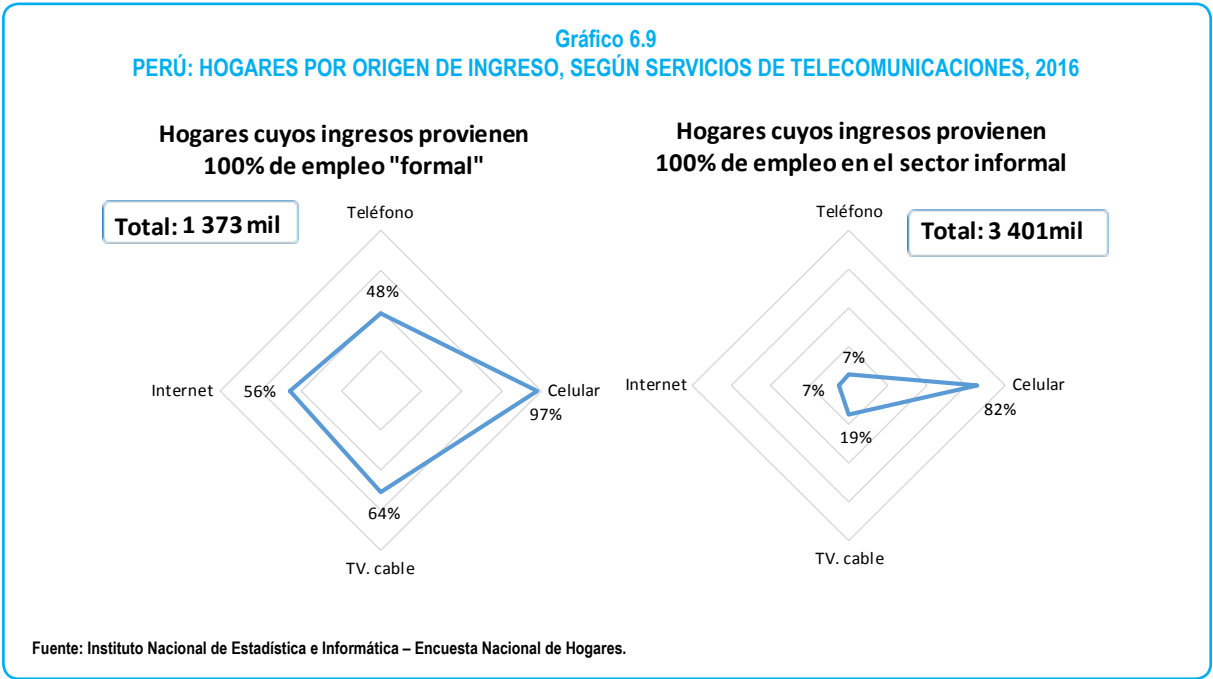 Gráfico 6.9
PERÚ: HOGARES POR ORIGEN DE INGRESO, SEGÚN SERVICIOS DE TELECOMUNICACIONES, 2016
Hogares cuyos ingresos provienen
100% de empleo "formal"
Total: 1 373 mil
Teléfono
48%
Internet
56%
Celular
97%
64%
TV. cable
Hogares cuyos ingresos provienen
100% de empleo en el sector informal
Teléfono
Total: 3 401mil
7%
Internet
7%
Celular
82%
19%
TV. cable
Fuente: Instituto Nacional de Estadística e Informática – Encuesta Nacional de Hogares.